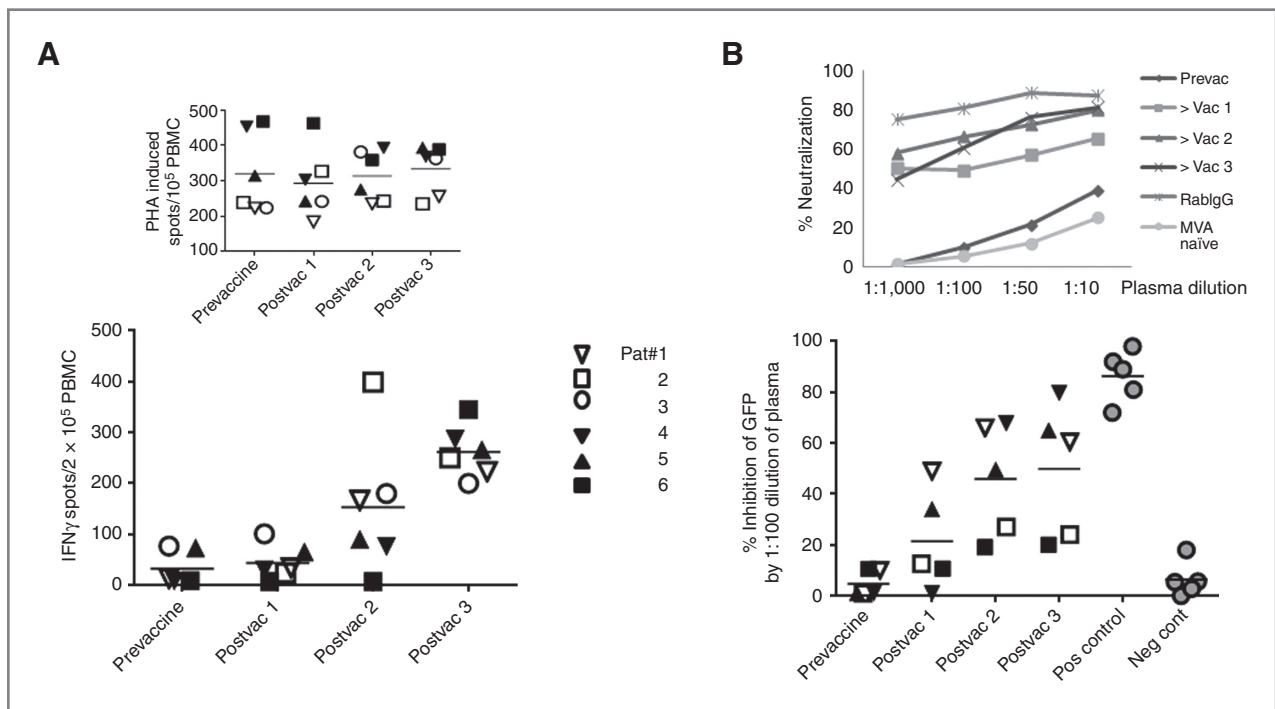 A
PHA induced
spots/10⁵ PBMC
500
400
300
200
100
Prevaccine
Postvac 1
Postvac 2
Postvac 3
IFNγ spots/2 × 10⁵ PBMC
500
400
300
200
100
0
Prevaccine
Postvac 1
Postvac 2
Postvac 3
Pat#1
2
3
4
5
6
B
% Neutralization
100
80
60
40
20
0
1:1,000 1:100 1:50 1:10 Plasma dilution
Prevac
> Vac 1
> Vac 2
> Vac 3
RabIgG
MVA
naïve
% Inhibition of GFP
by 1:100 dilution of plasma
100
80
60
40
20
0
Prevaccine
Postvac 1
Postvac 2
Postvac 3
Pos control
Neg cont